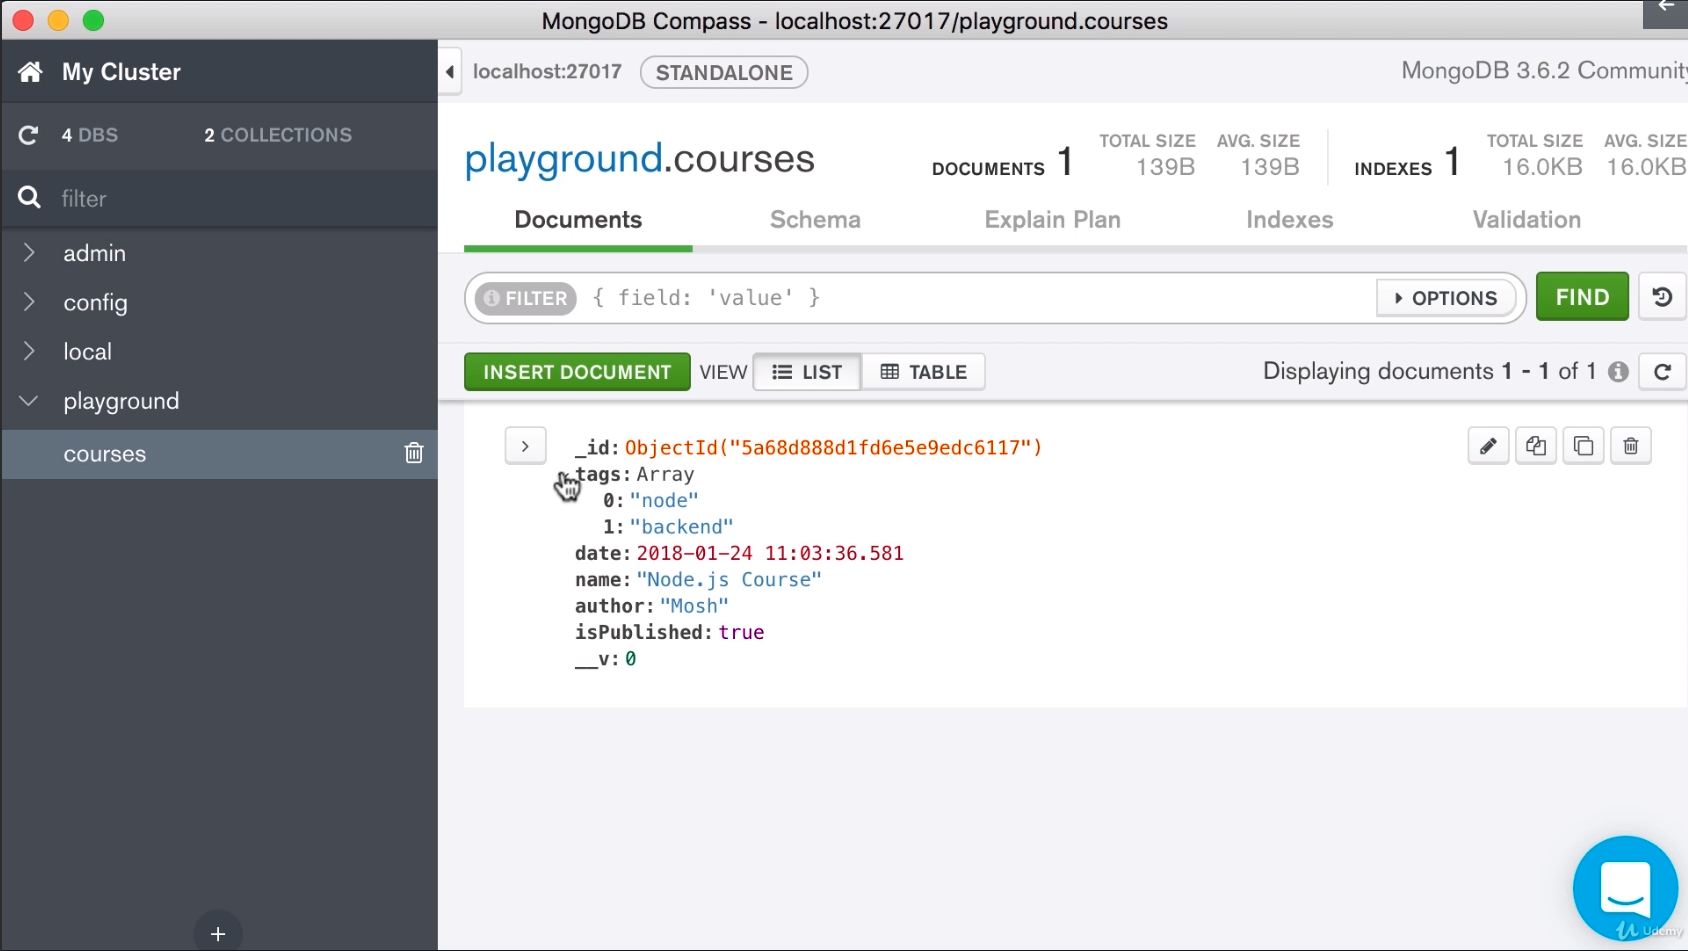 MongoDB Compass - localhost:27017/playground.courses
My Cluster
localhost:27017 STANDALONE
MongoDB 3.6.2 Community
4 DBS 2 COLLECTIONS
filter
admin
config
local
playground
courses
playground.courses
DOCUMENTS 1 TOTAL SIZE 139B AVG. SIZE 139B
INDEXES 1 TOTAL SIZE 16.0KB AVG. SIZE 16.0KB
Documents Schema Explain Plan Indexes Validation
FILTER { field: 'value' } OPTIONS FIND
INSERT DOCUMENT VIEW LIST TABLE Displaying documents 1 - 1 of 1
_id: ObjectId("5a68d888d1fd6e5e9edc6117")
tags: Array
0: "node"
1: "backend"
date: 2018-01-24 11:03:36.581
name: "Node.js Course"
author: "Mosh"
isPublished: true
__v: 0
Udemy